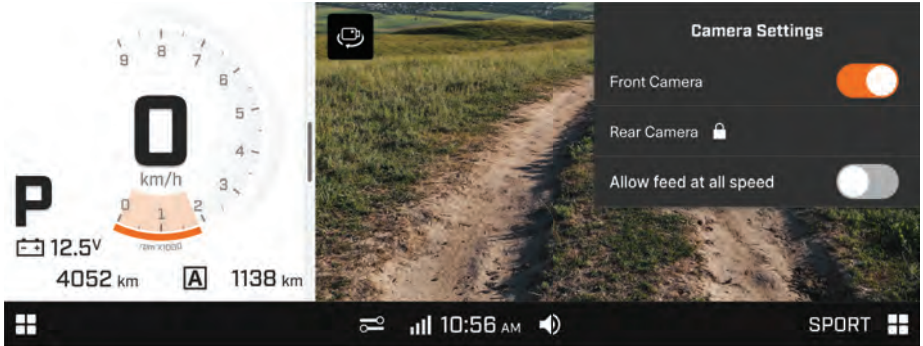 Camera Settings
Front Camera
Rear Camera
Allow feed at all speed
9 8 7 6 5 4 3 2 1 0
0
km/h
rpm x1000
P
12.5V
4052 km A 1138 km
10:56 AM
SPORT